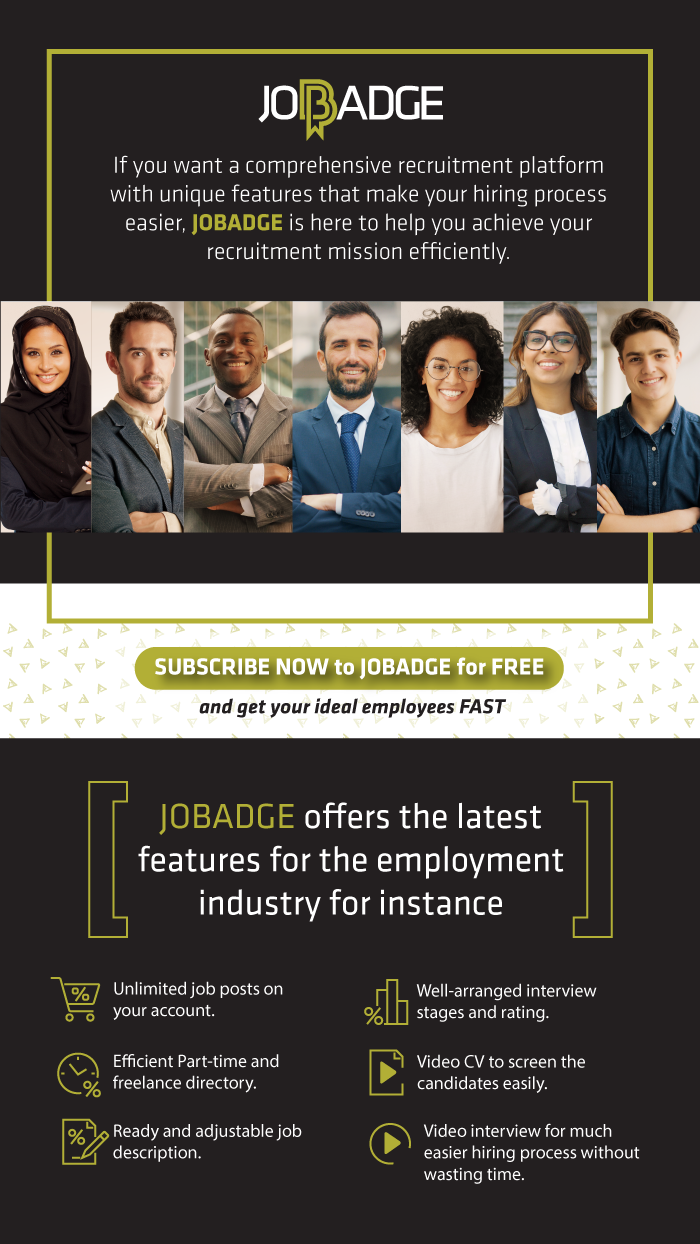 JOBADGE
If you want a comprehensive recruitment platform
with unique features that make your hiring process
easier, JOBADGE is here to help you achieve your
recruitment mission efficiently.
SUBSCRIBE NOW to JOBADGE for FREE
and get your ideal employees FAST
JOBADGE offers the latest
features for the employment
industry for instance
%
Unlimited job posts on
your account.
%
Efficient Part-time and
freelance directory.
%
Ready and adjustable job
description.
%
Well-arranged interview
stages and rating.
Video CV to screen the
candidates easily.
Video interview for much
easier hiring process without
wasting time.